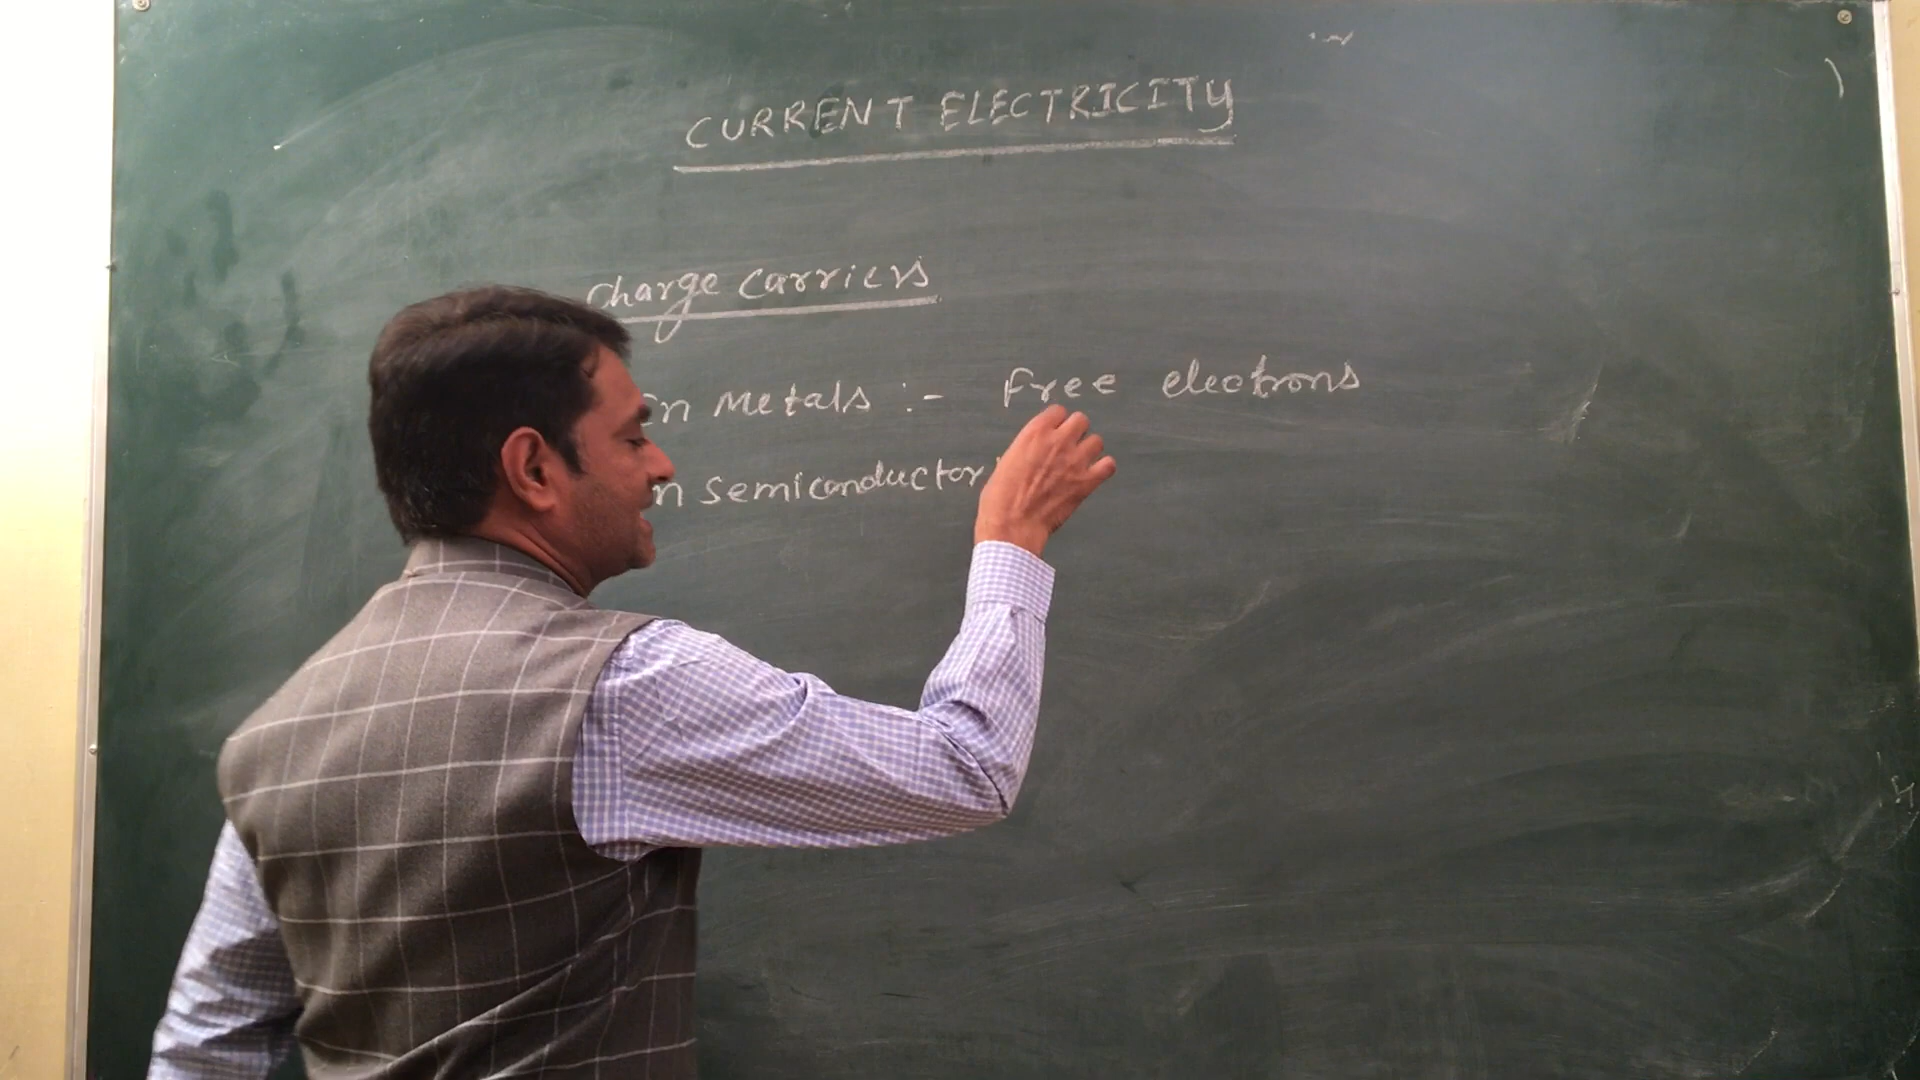 CURRENT ELECTRICITY
Charge carriers
In Metals :- Free electrons
In Semiconductor